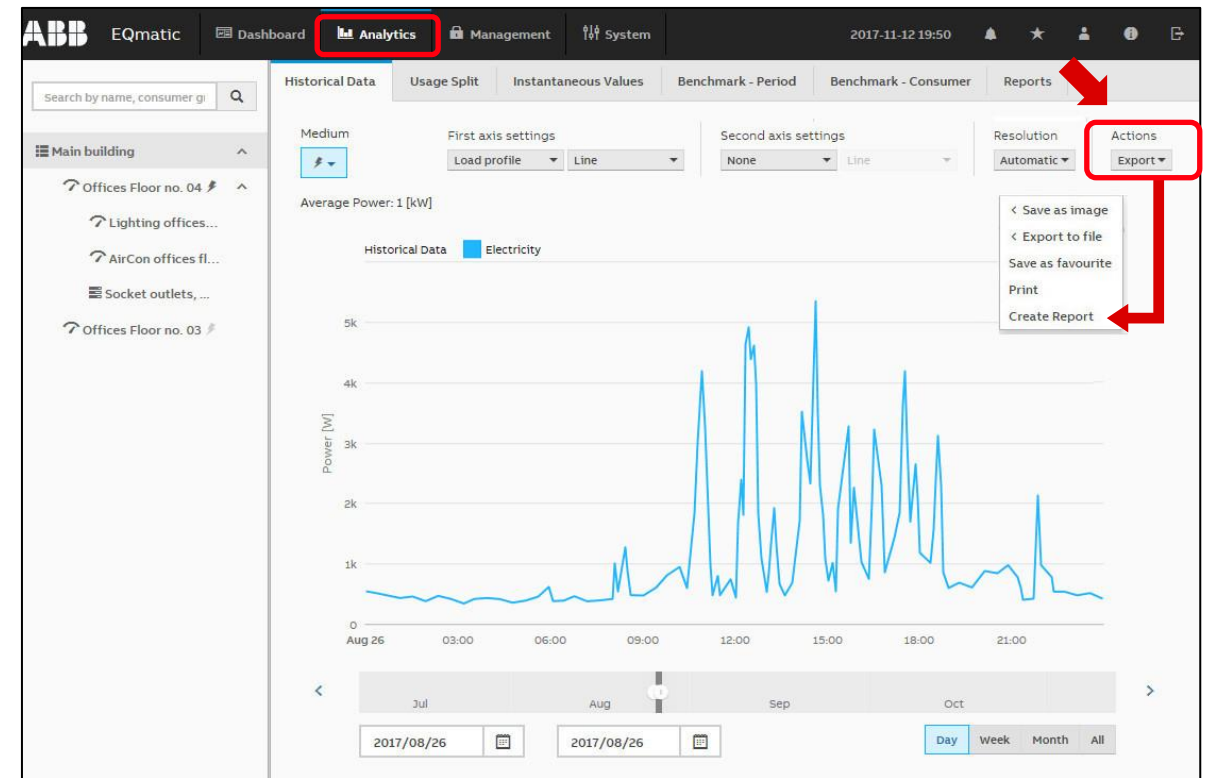 ABB EQmatic Dashboard Analytics Management System 2017-11-12 19:50
Historical Data Usage Split Instantaneous Values Benchmark - Period Benchmark - Consumer Reports
Search by name, consumer gr
Main building
Offices Floor no. 04
Lighting offices...
AirCon offices fl...
Socket outlets, ...
Offices Floor no. 03
Medium First axis settings Second axis settings Resolution Actions
Load profile Line None Line Automatic Export
Average Power: 1 [kW]
< Save as image
< Export to file
Save as favourite
Print
Create Report
Historical Data Electricity
5k
4k
3k
2k
1k
0
Power [W]
Aug 26 03:00 06:00 09:00 12:00 15:00 18:00 21:00
Jul Aug Sep Oct
2017/08/26 2017/08/26 Day Week Month All